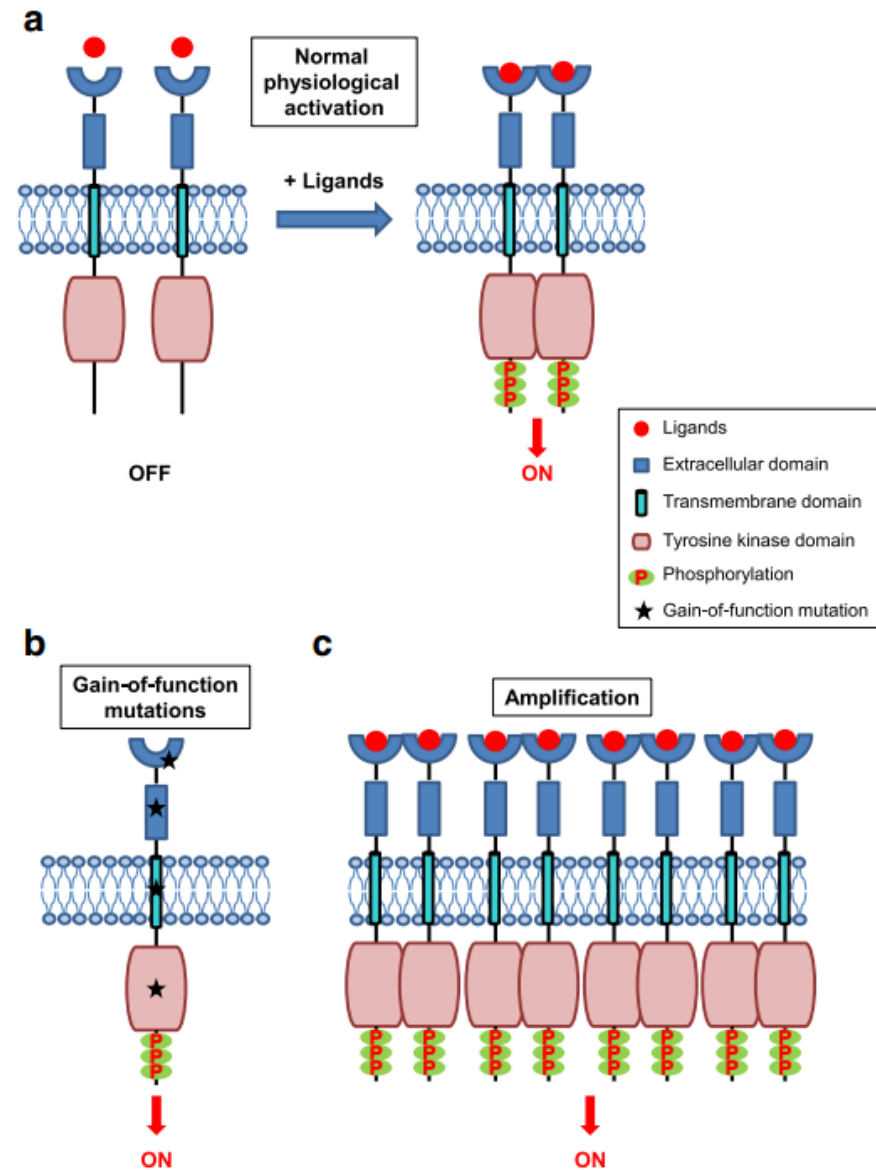 a
Normal
physiological
activation
+ Ligands
OFF
P P
P P
P P
ON
Ligands
Extracellular domain
Transmembrane domain
Tyrosine kinase domain
P Phosphorylation
Gain-of-function mutation
b
Gain-of-function
mutations
P
P
P
ON
c
Amplification
P P P P P P P P
P P P P P P P P
P P P P P P P P
ON